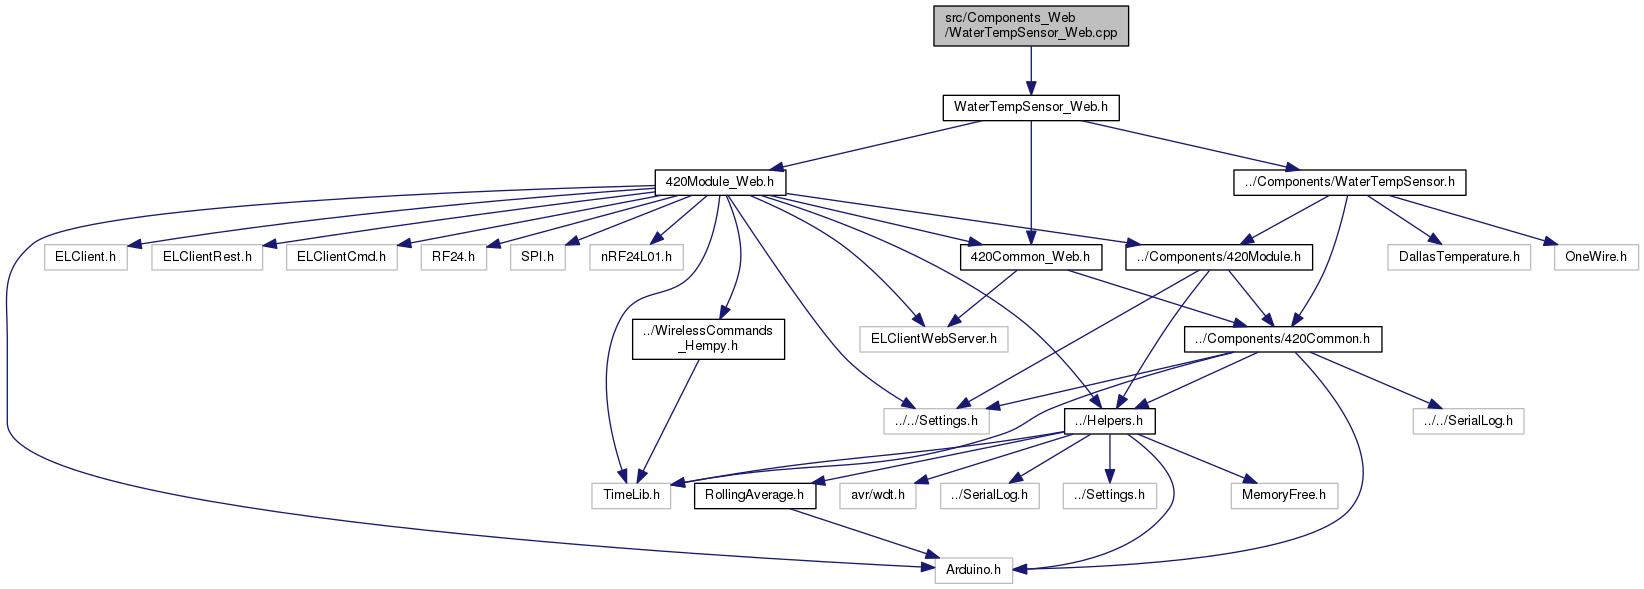 src/Components_Web
/WaterTempSensor_Web.cpp
WaterTempSensor_Web.h
420Module_Web.h
../Components/WaterTempSensor.h
ELClient.h
ELClientRest.h
ELClientCmd.h
RF24.h
SPI.h
nRF24L01.h
420Common_Web.h
../Components/420Module.h
DallasTemperature.h
OneWire.h
../WirelessCommands
_Hempy.h
ELClientWebServer.h
../Components/420Common.h
../../Settings.h
../Helpers.h
../../SerialLog.h
TimeLib.h
RollingAverage.h
avr/wdt.h
../SerialLog.h
../Settings.h
MemoryFree.h
Arduino.h